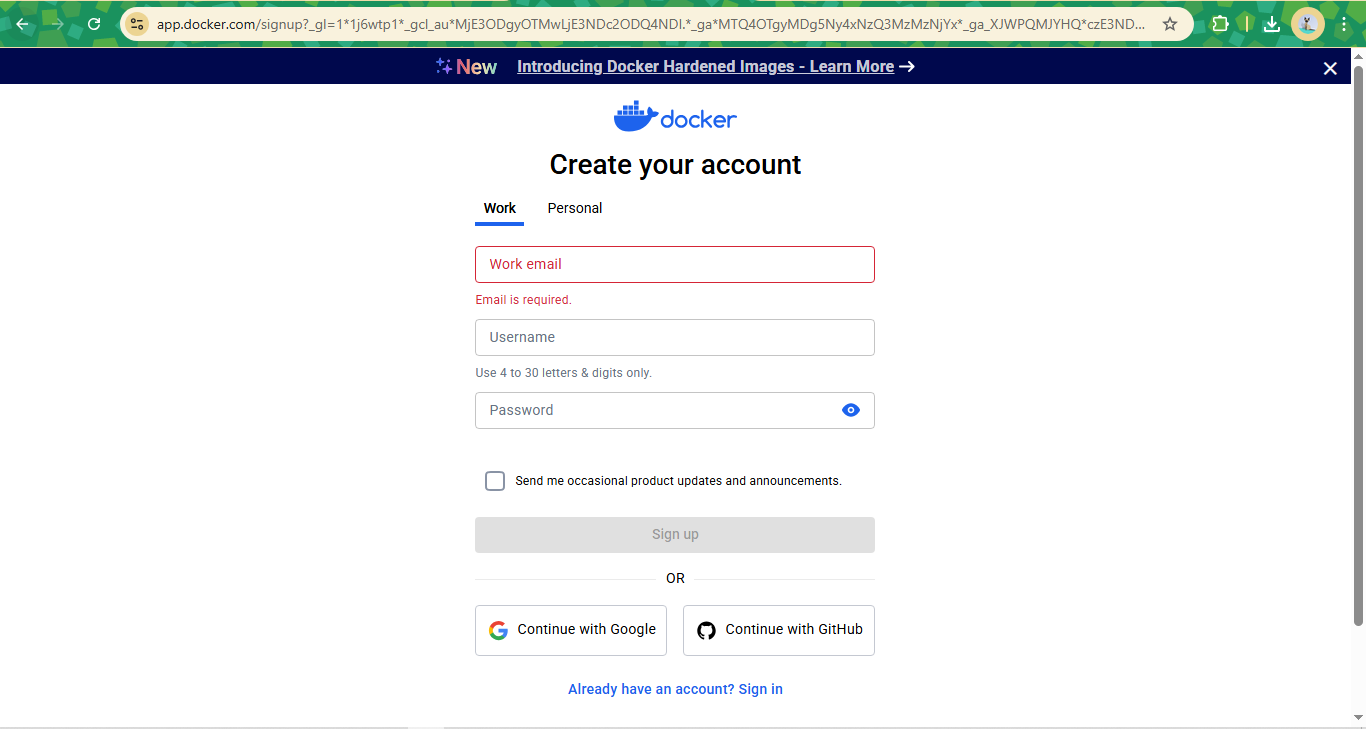 app.docker.com/signup?_gl=1*1j6wtp1*_gcl_au*MjE3ODgyOTMwLjE3NDc2ODQ4NDI.*_ga*MTQ4OTgyMDg5Ny4xNzQ3MzMzNjYx*_ga_XJWPQMJYHQ*czE3ND...
New Introducing Docker Hardened Images - Learn More →
docker
Create your account
Work Personal
Work email
Email is required.
Username
Use 4 to 30 letters & digits only.
Password
Send me occasional product updates and announcements.
Sign up
OR
Continue with Google Continue with GitHub
Already have an account? Sign in